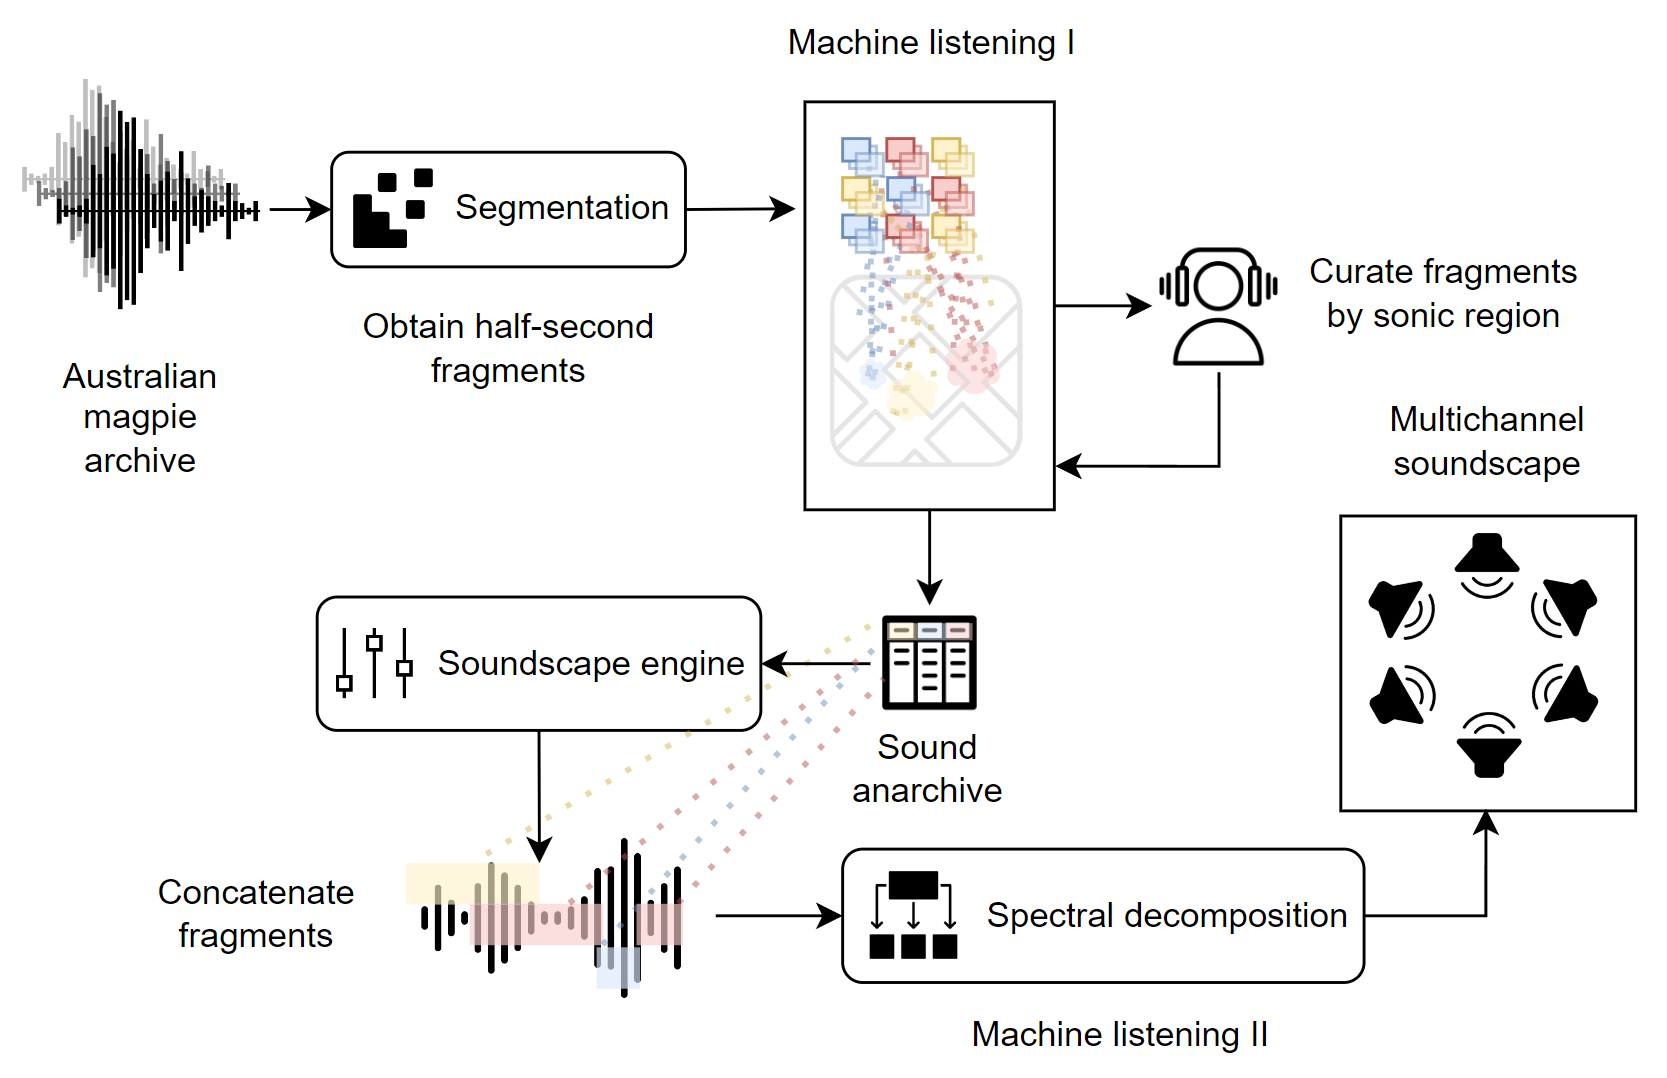 Machine listening I
Segmentation
Obtain half-second
fragments
Australian
magpie
archive
Curate fragments
by sonic region
Multichannel
soundscape
Soundscape engine
Sound
anarchive
Concatenate
fragments
Spectral decomposition
Machine listening II